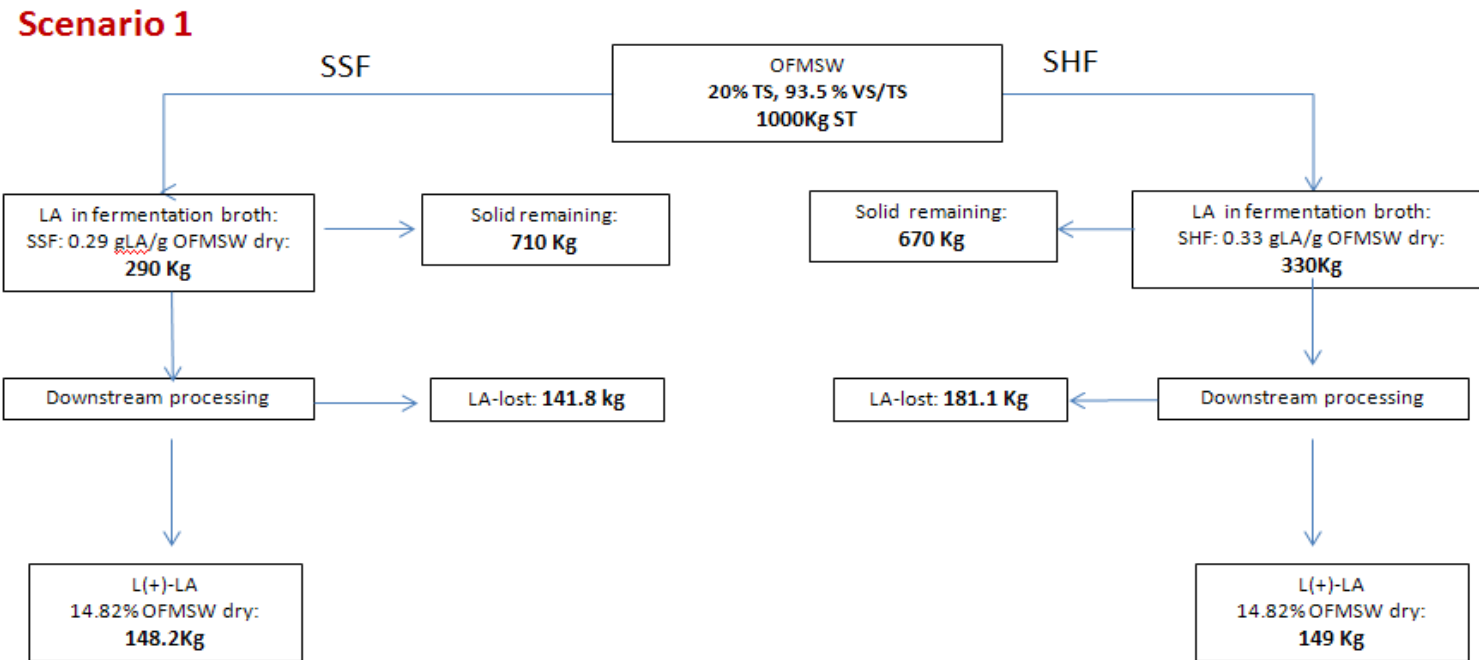 Scenario 1
SSF
SHF
OFMSW
20% TS, 93.5 % VS/TS
1000Kg ST
LA in fermentation broth:
SSF: 0.29 gLA/g OFMSW dry:
290 Kg
Solid remaining:
710 Kg
Solid remaining:
670 Kg
LA in fermentation broth:
SHF: 0.33 gLA/g OFMSW dry:
330Kg
Downstream processing
LA-lost: 141.8 kg
LA-lost: 181.1 Kg
Downstream processing
L(+)-LA
14.82% OFMSW dry:
148.2Kg
L(+)-LA
14.82% OFMSW dry:
149 Kg